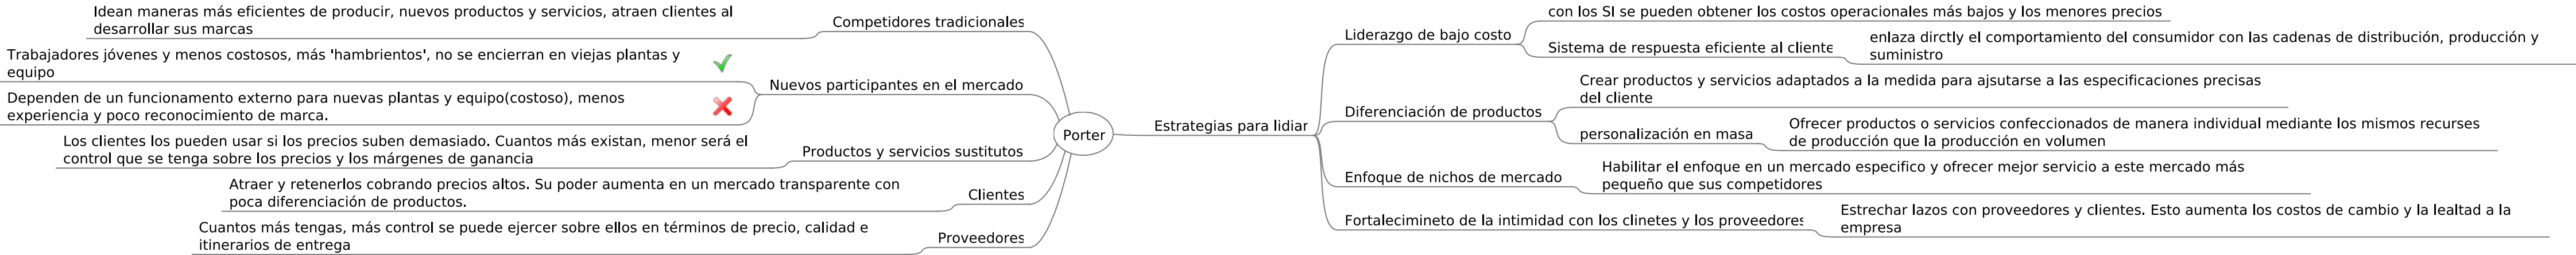 Idean maneras más eficientes de producir, nuevos productos y servicios, atraen clientes al
desarrollar sus marcas
Competidores tradicionales
Trabajadores jóvenes y menos costosos, más 'hambrientos', no se encierran en viejas plantas y
equipo
Nuevos participantes en el mercado
Dependen de un funcionamento externo para nuevas plantas y equipo(costoso), menos
experiencia y poco reconocimento de marca.
Los clientes los pueden usar si los precios suben demasiado. Cuantos más existan, menor será el
control que se tenga sobre los precios y los márgenes de ganancia
Productos y servicios sustitutos
Atraer y retenerlos cobrando precios altos. Su poder aumenta en un mercado transparente con
poca diferenciación de productos.
Clientes
Cuantos más tengas, más control se puede ejercer sobre ellos en términos de precio, calidad e
itinerarios de entrega
Proveedores
Porter
Estrategias para lidiar
Liderazgo de bajo costo
con los SI se pueden obtener los costos operacionales más bajos y los menores precios
Sistema de respuesta eficiente al cliente
enlaza dirctly el comportamiento del consumidor con las cadenas de distribución, producción y
suministro
Diferenciación de productos
Crear productos y servicios adaptados a la medida para ajsutarse a las especificaciones precisas
del cliente
personalización en masa
Ofrecer productos o servicios confeccionados de manera individual mediante los mismos recurses
de producción que la producción en volumen
Enfoque de nichos de mercado
Habilitar el enfoque en un mercado especifico y ofrecer mejor servicio a este mercado más
pequeño que sus competidores
Fortalecimineto de la intimidad con los clinetes y los proveedores
Estrechar lazos con proveedores y clientes. Esto aumenta los costos de cambio y la lealtad a la
empresa